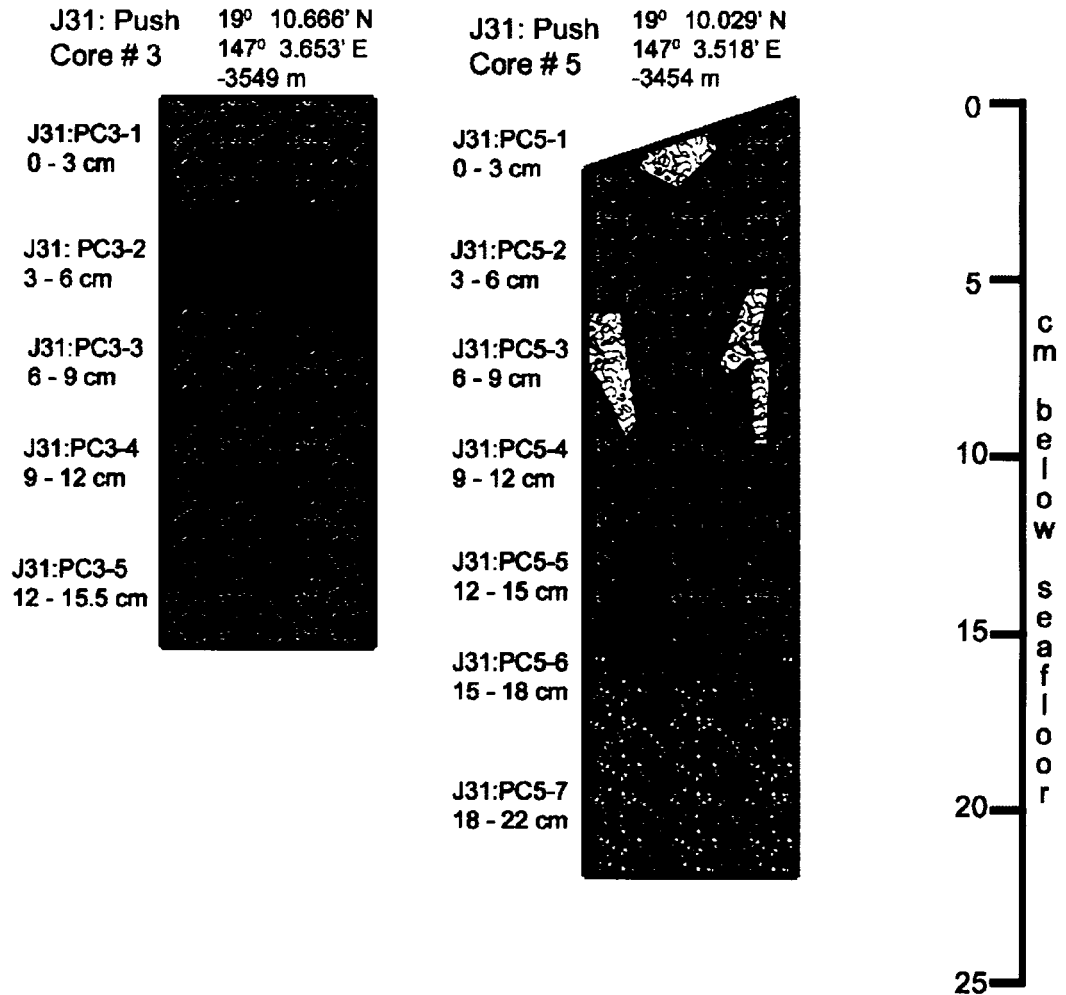 J31: Push
Core # 3
19º 10.666' N
147º 3.653' E
-3549 m
J31:PC3-1
0 - 3 cm
J31: PC3-2
3 - 6 cm
J31:PC3-3
6 - 9 cm
J31:PC3-4
9 - 12 cm
J31:PC3-5
12 - 15.5 cm
J31: Push
Core # 5
19º 10.029' N
147º 3.518' E
-3454 m
J31:PC5-1
0 - 3 cm
J31:PC5-2
3 - 6 cm
J31:PC5-3
6 - 9 cm
J31:PC5-4
9 - 12 cm
J31:PC5-5
12 - 15 cm
J31:PC5-6
15 - 18 cm
J31:PC5-7
18 - 22 cm
0
5
10
15
20
25
cm below seafloor